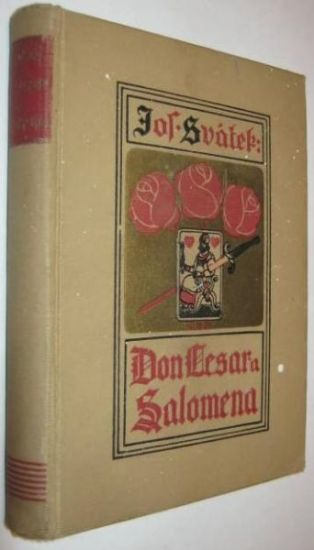 Jos. Svátek:
Don Cesar a
Salomena